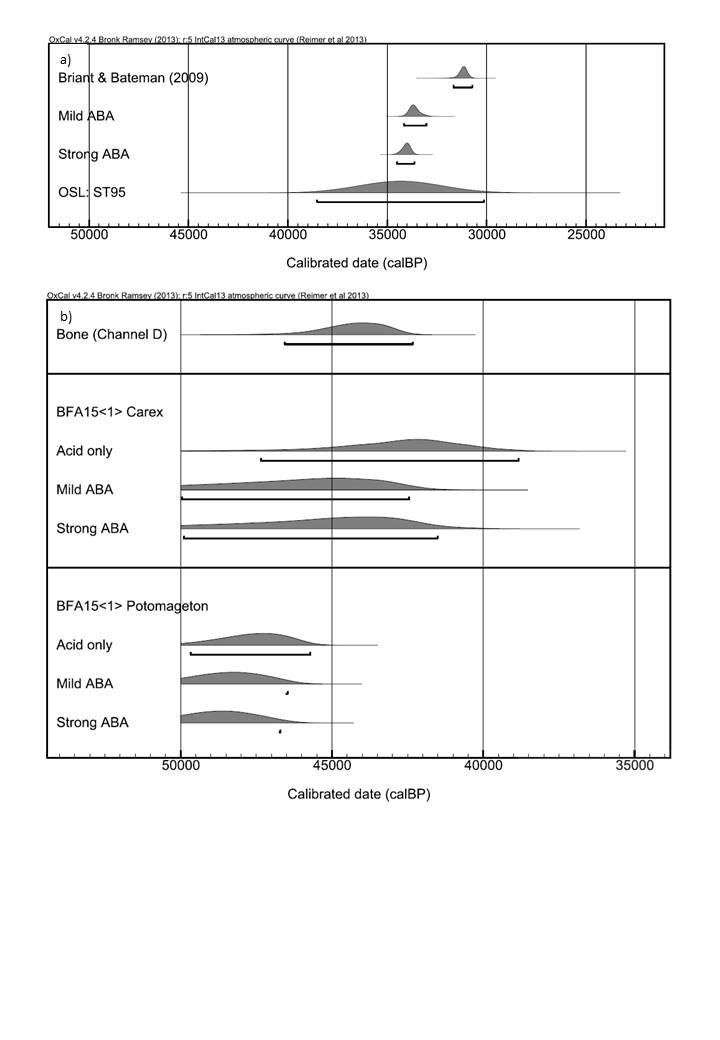 OxCal v4.2.4 Bronk Ramsey (2013); r:5 IntCal13 atmospheric curve (Reimer et al 2013)
a)
Briant & Bateman (2009)
Mild ABA
Strong ABA
OSL: ST95
50000 45000 40000 35000 30000 25000
Calibrated date (calBP)
OxCal v4.2.4 Bronk Ramsey (2013); r:5 IntCal13 atmospheric curve (Reimer et al 2013)
b)
Bone (Channel D)
BFA15<1> Carex
Acid only
Mild ABA
Strong ABA
BFA15<1> Potomageton
Acid only
Mild ABA
Strong ABA
50000 45000 40000 35000
Calibrated date (calBP)